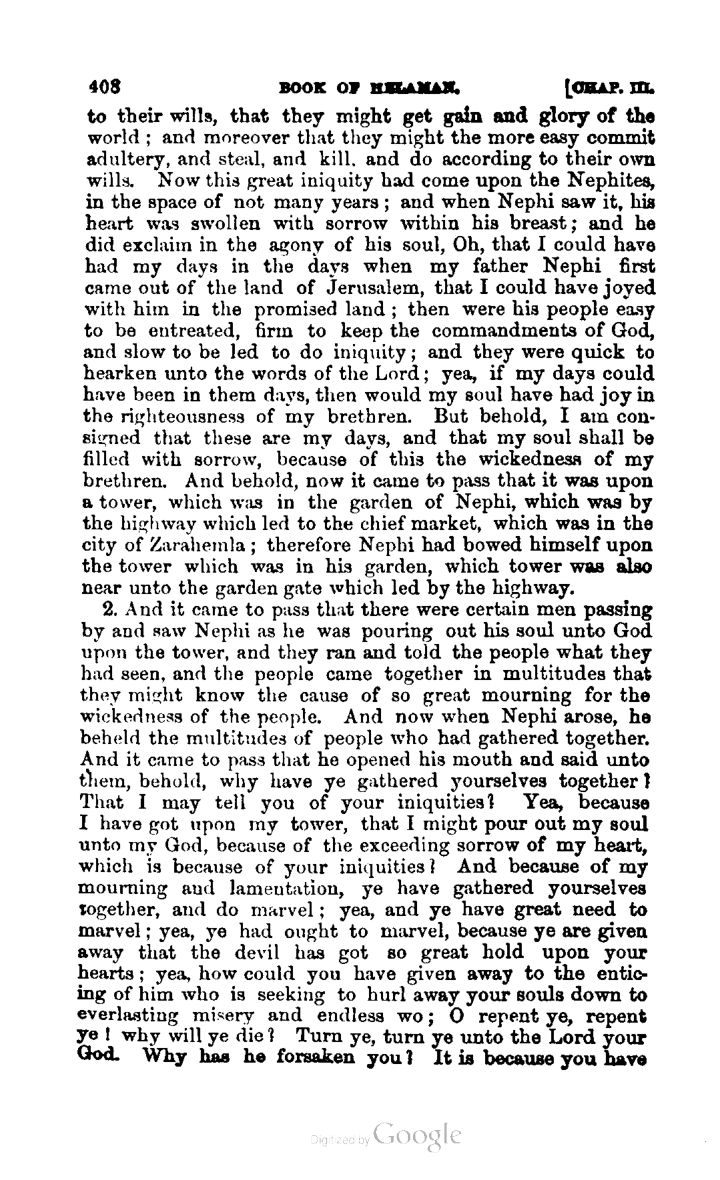 408 BOOK OF HELAMAN. [CHAP. III.
to their wills, that they might get gain and glory of the
world ; and moreover that they might the more easy commit
adultery, and steal, and kill, and do according to their own
wills. Now this great iniquity had come upon the Nephites,
in the space of not many years ; and when Nephi saw it, his
heart was swollen with sorrow within his breast; and he
did exclaim in the agony of his soul, Oh, that I could have
had my days in the days when my father Nephi first
came out of the land of Jerusalem, that I could have joyed
with him in the promised land ; then were his people easy
to be entreated, firm to keep the commandments of God,
and slow to be led to do iniquity ; and they were quick to
hearken unto the words of the Lord ; yea, if my days could
have been in them days, then would my soul have had joy in
the righteousness of my brethren. But behold, I am con-
signed that these are my days, and that my soul shall be
filled with sorrow, because of this the wickedness of my
brethren. And behold, now it came to pass that it was upon
a tower, which was in the garden of Nephi, which was by
the highway which led to the chief market, which was in the
city of Zarahemla ; therefore Nephi had bowed himself upon
the tower which was in his garden, which tower was also
near unto the garden gate which led by the highway.
2. And it came to pass that there were certain men passing
by and saw Nephi as he was pouring out his soul unto God
upon the tower, and they ran and told the people what they
had seen, and the people came together in multitudes that
they might know the cause of so great mourning for the
wickedness of the people. And now when Nephi arose, he
beheld the multitudes of people who had gathered together.
And it came to pass that he opened his mouth and said unto
them, behold, why have ye gathered yourselves together ?
That I may tell you of your iniquities ? Yea, because
I have got upon my tower, that I might pour out my soul
unto my God, because of the exceeding sorrow of my heart,
which is because of your iniquities ? And because of my
mourning and lamentation, ye have gathered yourselves
together, and do marvel ; yea, and ye have great need to
marvel ; yea, ye had ought to marvel, because ye are given
away that the devil has got so great hold upon your
hearts ; yea, how could you have given away to the entic-
ing of him who is seeking to hurl away your souls down to
everlasting misery and endless wo ; O repent ye, repent
ye ! why will ye die ? Turn ye, turn ye unto the Lord your
God. Why has he forsaken you ? It is because you have
Digitized by Google